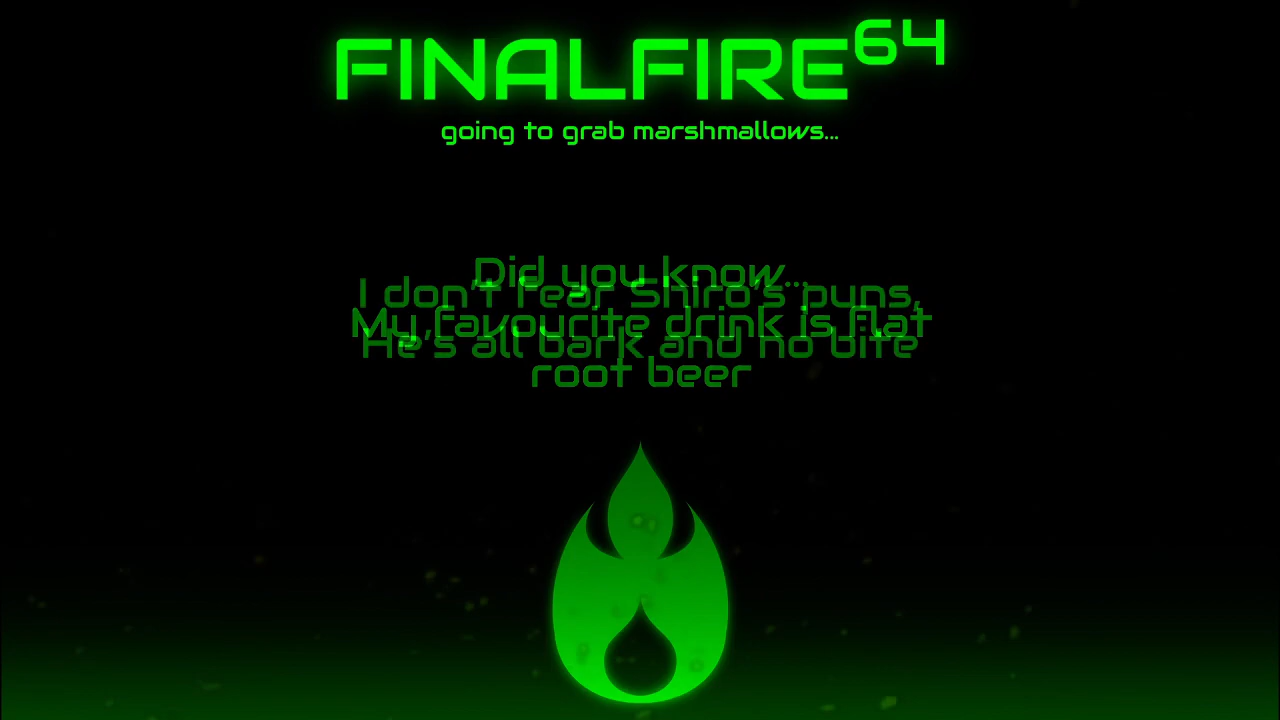 FINALFIRE64
going to grab marshmallows...
Did you know...
I don't fear Shiro's puns,
My favourite drink is flat
He's all bark and no bite
root beer